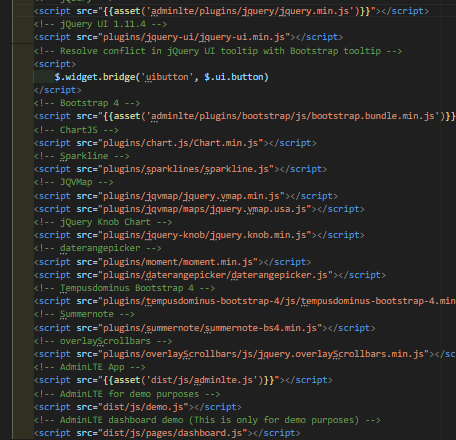 <script src="{{asset('adminlte/plugins/jquery/jquery.min.js')}}"></script>
<!-- jQuery UI 1.11.4 -->
<script src="plugins/jquery-ui/jquery-ui.min.js"></script>
<!-- Resolve conflict in jQuery UI tooltip with Bootstrap tooltip -->
<script>
$.widget.bridge('uibutton', $.ui.button)
</script>
<!-- Bootstrap 4 -->
<script src="{{asset('adminlte/plugins/bootstrap/js/bootstrap.bundle.min.js')}}
<!-- ChartJS -->
<script src="plugins/chart.js/Chart.min.js"></script>
<!-- Sparkline -->
<script src="plugins/sparklines/sparkline.js"></script>
<!-- JQVMap -->
<script src="plugins/jqvmap/jquery.vmap.min.js"></script>
<script src="plugins/jqvmap/maps/jquery.vmap.usa.js"></script>
<!-- jQuery Knob Chart -->
<script src="plugins/jquery-knob/jquery.knob.min.js"></script>
<!-- daterangepicker -->
<script src="plugins/moment/moment.min.js"></script>
<script src="plugins/daterangepicker/daterangepicker.js"></script>
<!-- Tempusdominus Bootstrap 4 -->
<script src="plugins/tempusdominus-bootstrap-4/js/tempusdominus-bootstrap-4.min
<!-- Summernote -->
<script src="plugins/summernote/summernote-bs4.min.js"></script>
<!-- overlayScrollbars -->
<script src="plugins/overlayScrollbars/js/jquery.overlayScrollbars.min.js"></s
<!-- AdminLTE App -->
<script src="{{asset('dist/js/adminlte.js')}}"></script>
<!-- AdminLTE for demo purposes -->
<script src="dist/js/demo.js"></script>
<!-- AdminLTE dashboard demo (This is only for demo purposes) -->
<script src="dist/js/pages/dashboard.js"></script>